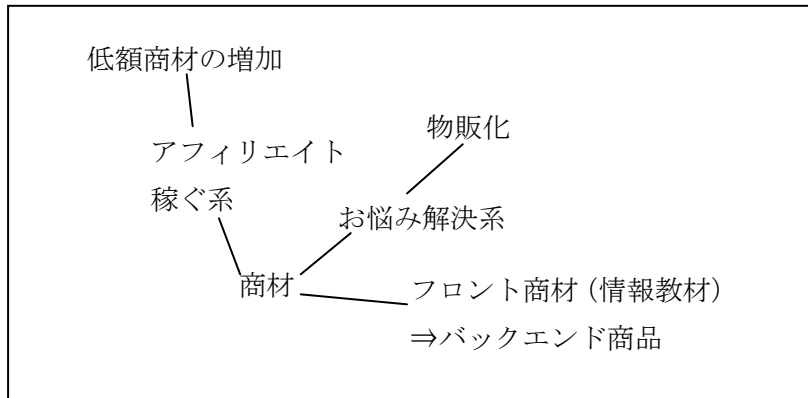 低額商材の増加
物販化
アフィリエイト
稼ぐ系
お悩み解決系
商材
フロント商材（情報教材）
⇒バックエンド商品